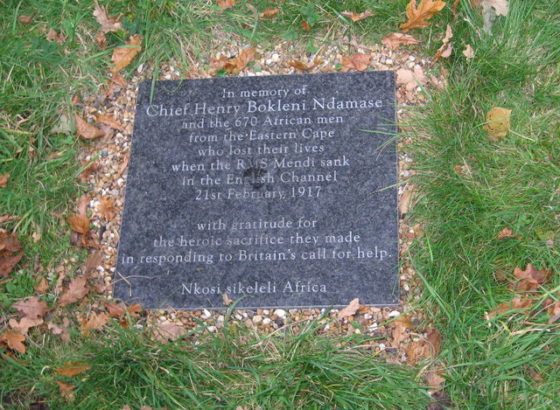 In memory of
Chief Henry Bokleni Ndamase
and the 670 African men
from the Eastern Cape
who lost their lives
when the RMS Mendi sank
in the English Channel
21st February, 1917
with gratitude for
the heroic sacrifice they made
in responding to Britain's call for help.
Nkosi sikeleli Africa